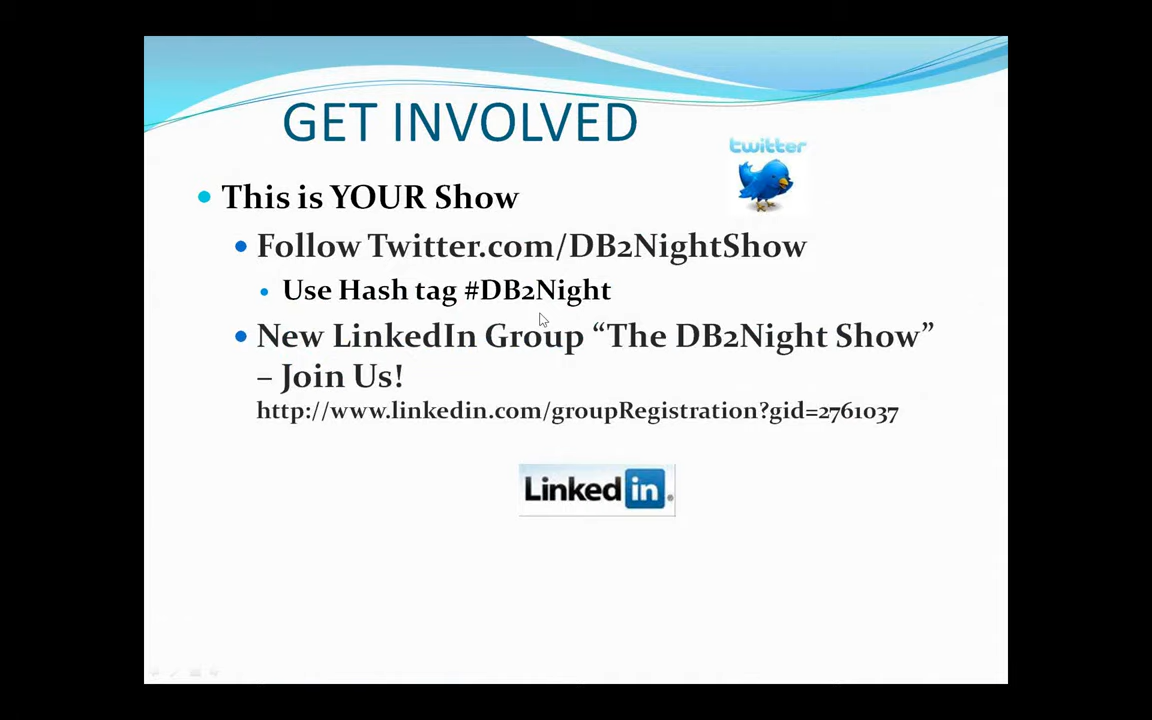 GET INVOLVED
twitter
This is YOUR Show
Follow Twitter.com/DB2NightShow
Use Hash tag #DB2Night
New LinkedIn Group “The DB2Night Show”
– Join Us!
http://www.linkedin.com/groupRegistration?gid=2761037
Linked in®